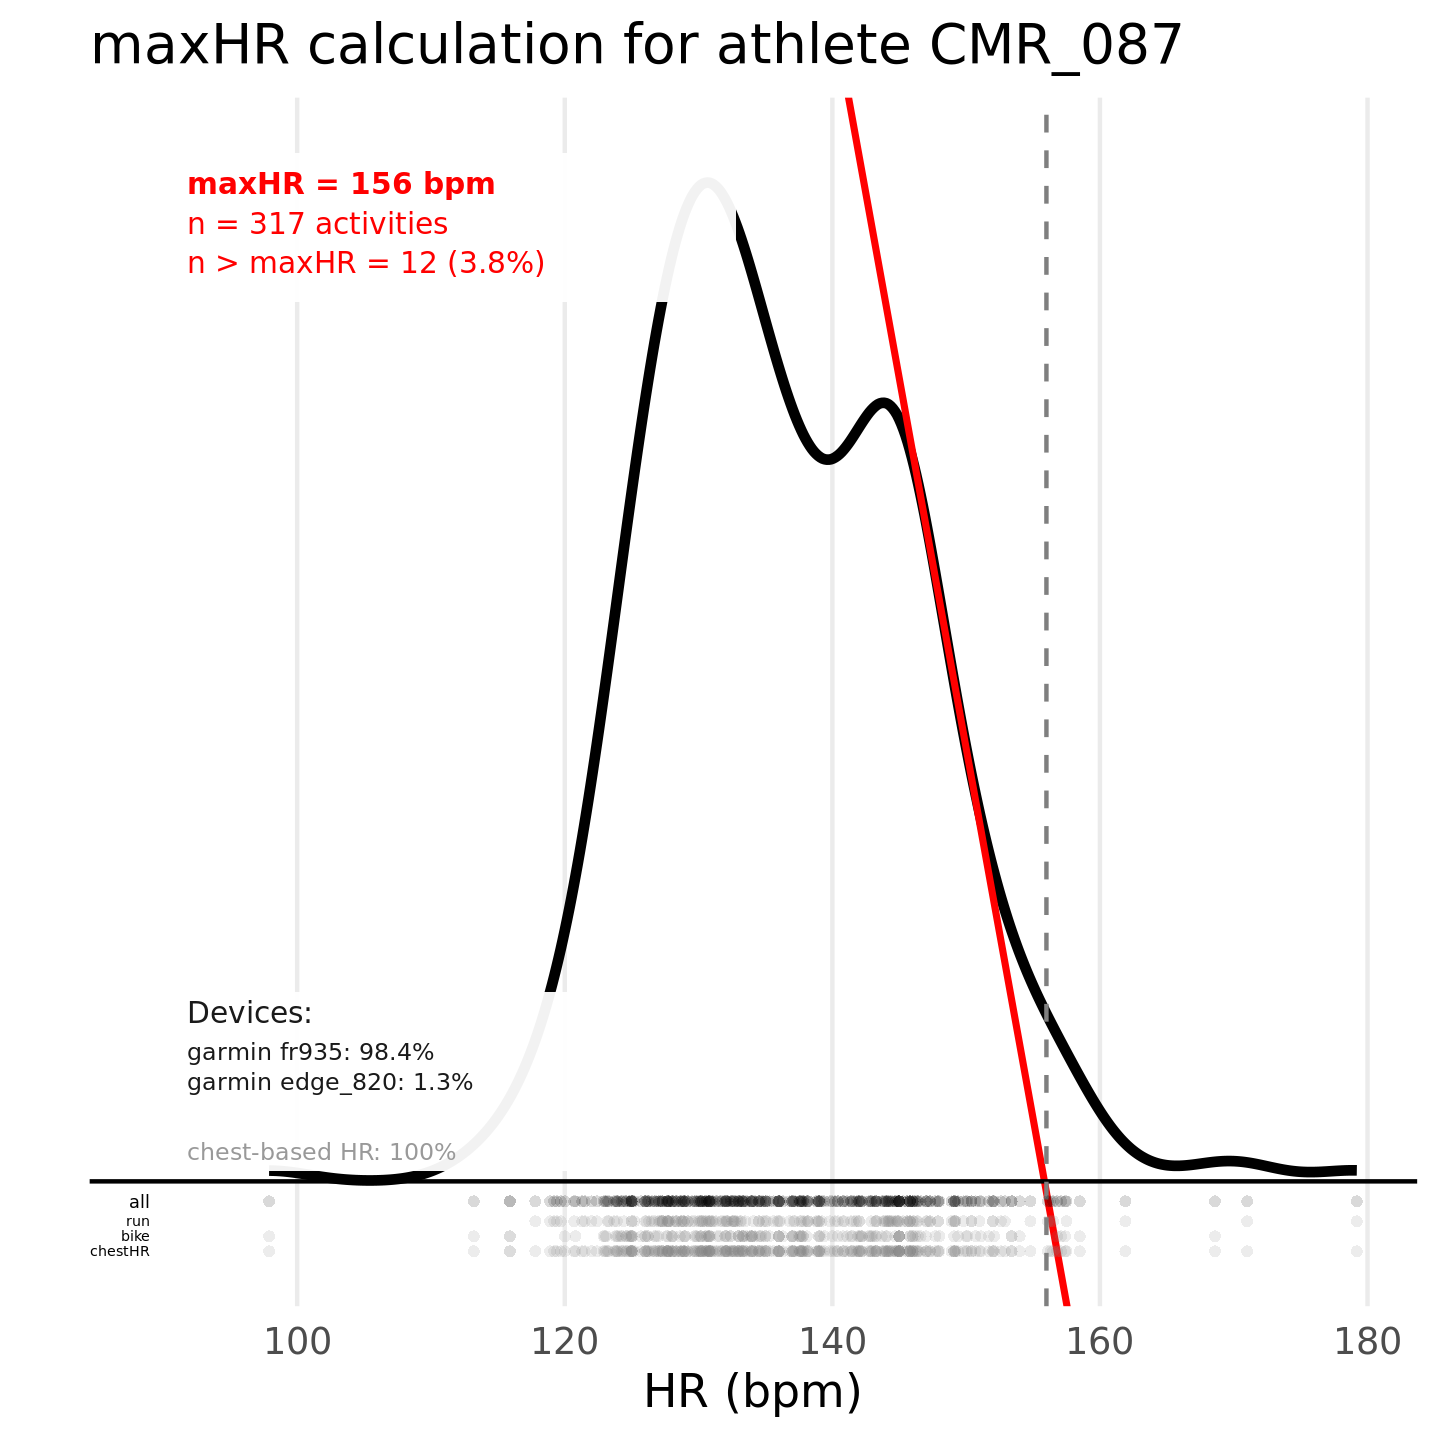 maxHR calculation for athlete CMR_087
maxHR = 156 bpm
n = 317 activities
n > maxHR = 12 (3.8%)
Devices:
garmin fr935: 98.4%
garmin edge_820: 1.3%
chest-based HR: 100%
all
run
bike
chestHR
100 120 140 160 180
HR (bpm)